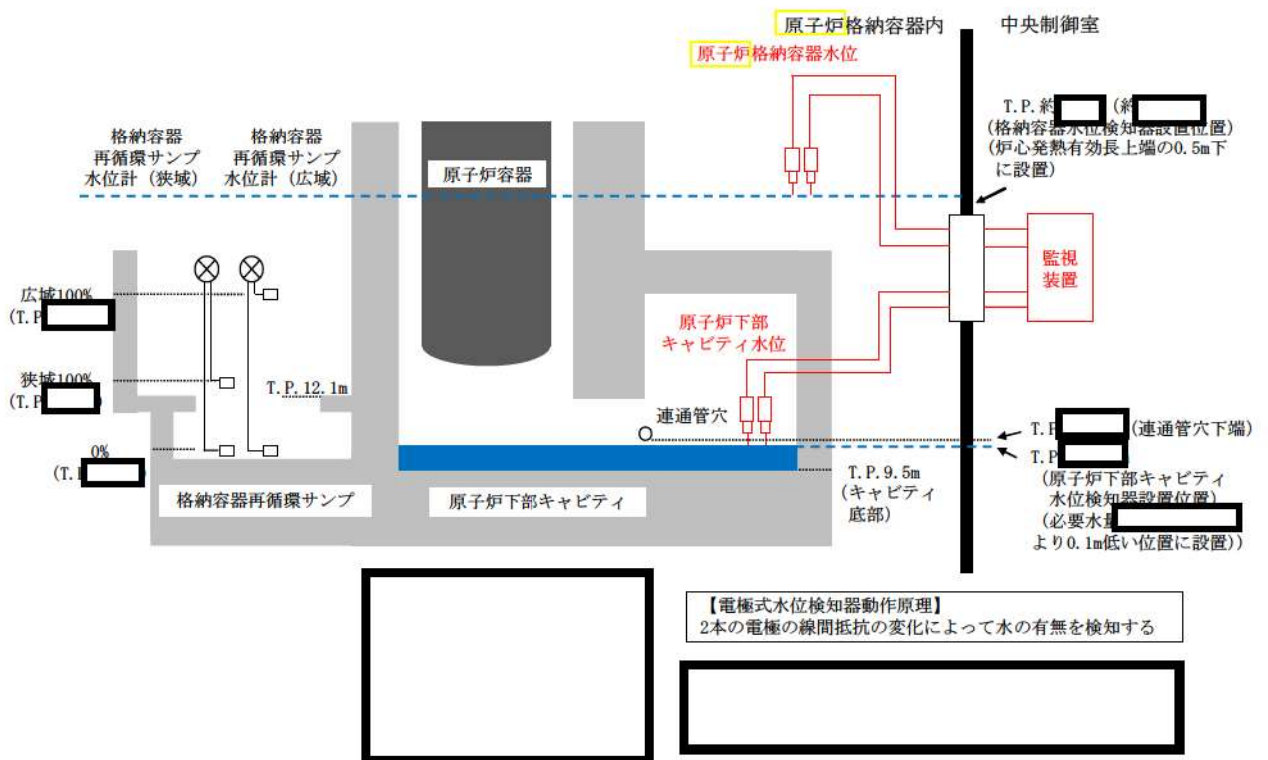 原子炉格納容器内
中央制御室
原子炉格納容器水位
T.P.約 (約
(格納容器水位検知器設置位置)
(炉心発熱有効長上端の0.5m下
に設置)
格納容器
再循環サンプ
水位計（狭域）
格納容器
再循環サンプ
水位計（広域）
原子炉容器
監視
装置
広域100%
(T.P
原子炉下部
キャビティ水位
狭域100%
(T.P
T.P.12.1m
連通管穴
0%
(T.
T.P (連通管穴下端)
T.P
(原子炉下部キャビティ
水位検知器設置位置)
(必要水量
より0.1m低い位置に設置))
T.P.9.5m
(キャビティ
底部)
格納容器再循環サンプ
原子炉下部キャビティ
【電極式水位検知器動作原理】
2本の電極の線間抵抗の変化によって水の有無を検知する